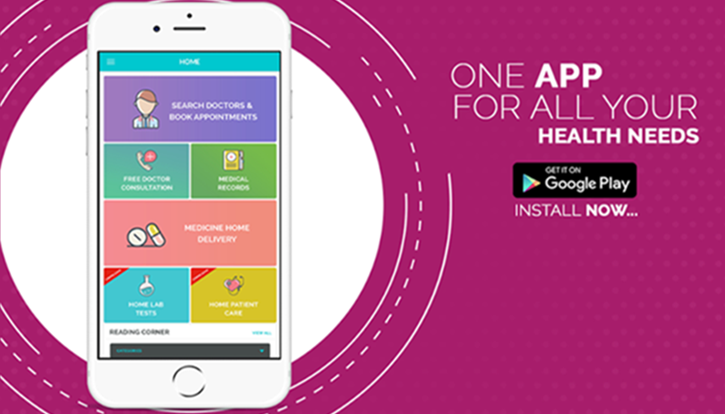 HOME
SEARCH DOCTORS &
BOOK APPOINTMENTS
FREE DOCTOR
CONSULTATION
MEDICAL
RECORDS
MEDICINE HOME
DELIVERY
HOME LAB
TESTS
HOME PATIENT
CARE
READING CORNER
VIEW ALL
ONE APP
FOR ALL YOUR
HEALTH NEEDS
GET IT ON
Google Play
INSTALL NOW...